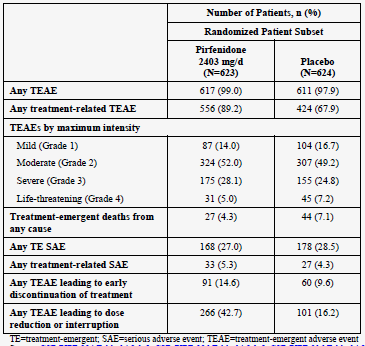 Number of Patients, n (%)
Randomized Patient Subset
Pirfenidone
2403 mg/d
(N=623)
Placebo
(N=624)
Any TEAE 617 (99.0) 611 (97.9)
Any treatment-related TEAE 556 (89.2) 424 (67.9)
TEAEs by maximum intensity
Mild (Grade 1) 87 (14.0) 104 (16.7)
Moderate (Grade 2) 324 (52.0) 307 (49.2)
Severe (Grade 3) 175 (28.1) 155 (24.8)
Life-threatening (Grade 4) 31 (5.0) 45 (7.2)
Treatment-emergent deaths from
any cause 27 (4.3) 44 (7.1)
Any TE SAE 168 (27.0) 178 (28.5)
Any treatment-related SAE 33 (5.3) 27 (4.3)
Any TEAE leading to early
discontinuation of treatment 91 (14.6) 60 (9.6)
Any TEAE leading to dose
reduction or interruption 266 (42.7) 101 (16.2)
TE=treatment-emergent; SAE=serious adverse event; TEAE=treatment-emergent adverse event